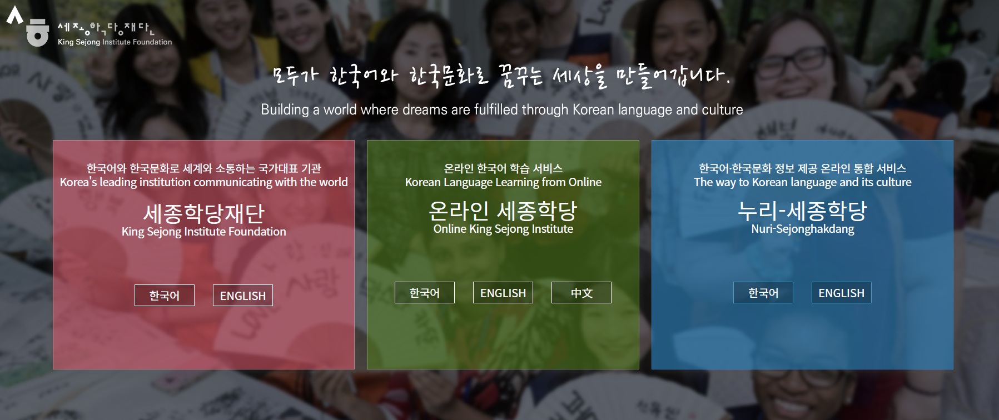 세종학당재단
King Sejong Institute Foundation
모두가 한국어와 한국문화로 꿈꾸는 세상을 만들어갑니다.
Building a world where dreams are fulfilled through Korean language and culture
한국어와 한국문화로 세계와 소통하는 국가대표 기관
Korea's leading institution communicating with the world
세종학당재단
King Sejong Institute Foundation
한국어
ENGLISH
온라인 한국어 학습 서비스
Korean Language Learning from Online
온라인 세종학당
Online King Sejong Institute
한국어
ENGLISH
中文
한국어·한국문화 정보 제공 온라인 통합 서비스
The way to Korean language and its culture
누리-세종학당
Nuri-Sejonghakdang
한국어
ENGLISH
사랑
사랑
LOVE
행복